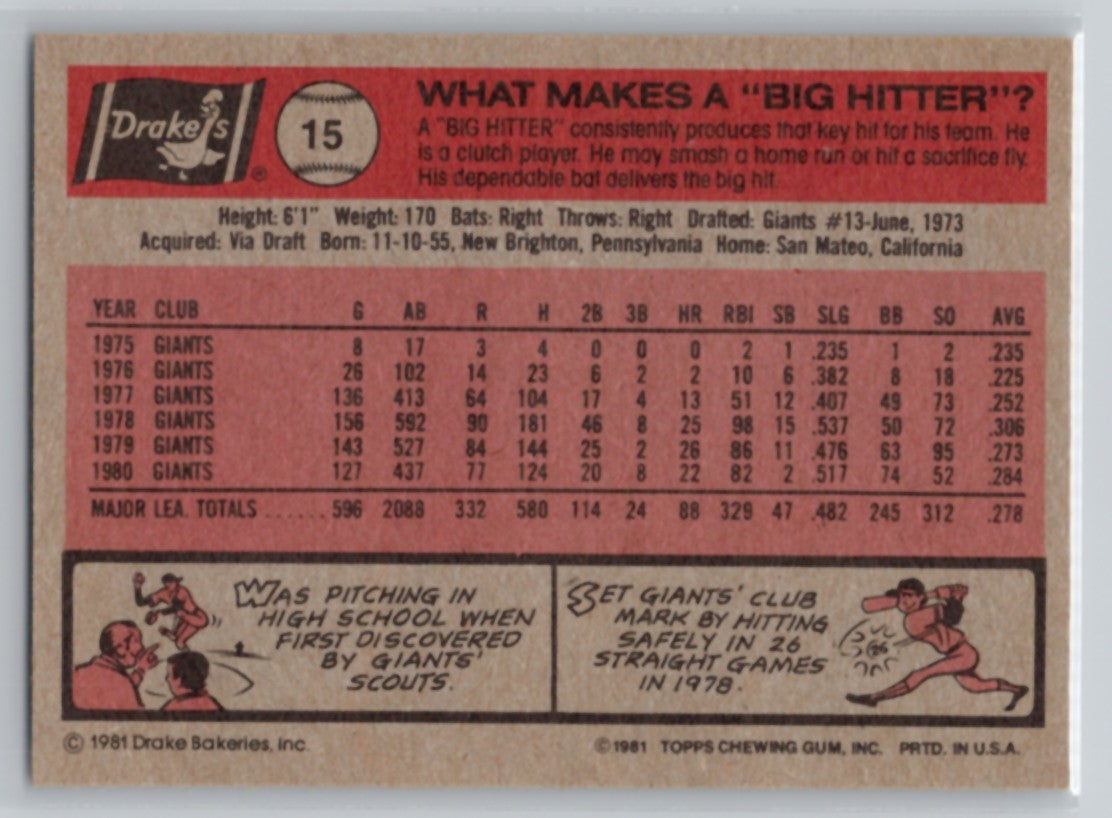 Drake's ®
15
WHAT MAKES A "BIG HITTER"?
A "BIG HITTER" consistently produces that key hit for his team. He
is a clutch player. He may smash a home run or hit a sacrifice fly.
His dependable bat delivers the big hit.
Height: 6'1" Weight: 170 Bats: Right Throws: Right Drafted: Giants #13-June, 1973
Acquired: Via Draft Born: 11-10-55, New Brighton, Pennsylvania Home: San Mateo, California
YEAR CLUB G AB R H 2B 3B HR RBI SB SLG BB SO AVG
1975 GIANTS 8 17 3 4 0 0 0 2 1 .235 1 2 .235
1976 GIANTS 26 102 14 23 6 2 2 10 6 .382 8 18 .225
1977 GIANTS 136 413 64 104 17 4 13 51 12 .407 49 73 .252
1978 GIANTS 156 592 90 181 46 8 25 98 15 .537 50 72 .306
1979 GIANTS 143 527 84 144 25 2 26 86 11 .476 63 95 .273
1980 GIANTS 127 437 77 124 20 8 22 82 2 .517 74 52 .284
MAJOR LEA. TOTALS ...... 596 2088 332 580 114 24 88 329 47 .482 245 312 .278
WAS PITCHING IN
HIGH SCHOOL WHEN
FIRST DISCOVERED
BY GIANTS'
SCOUTS.
SET GIANTS' CLUB
MARK BY HITTING
SAFELY IN 26
STRAIGHT GAMES
IN 1978.
© 1981 Drake Bakeries, Inc.
© 1981 TOPPS CHEWING GUM, INC. PRTD. IN U.S.A.